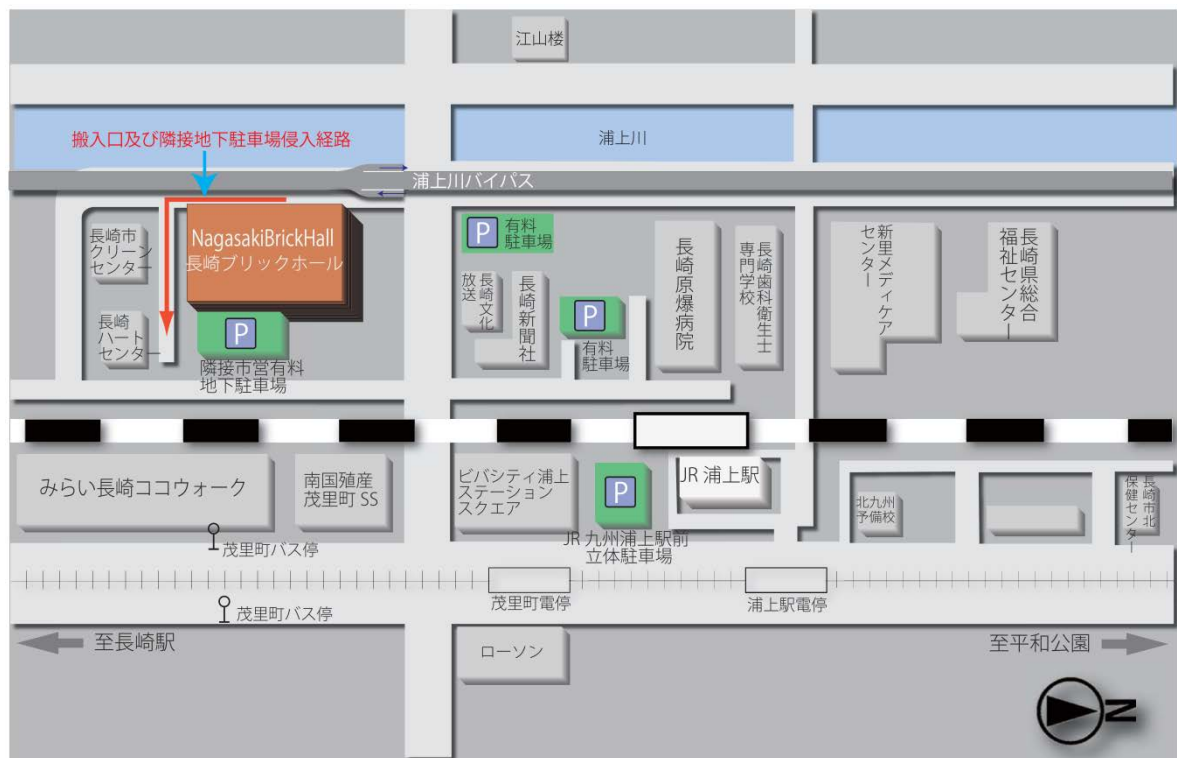 江山楼
搬入口及び隣接地下駐車場侵入経路
浦上川
浦上川バイパス
長崎市
クリーン
センター
NagasakiBrickHall
長崎ブリックホール
P
有料
駐車場
長崎文化
放送
長崎新聞社
長崎原爆病院
長崎歯科衛生士
専門学校
新里メディケア
センター
長崎県総合
福祉センター
長崎
ハートセンター
P
隣接市営有料
地下駐車場
P
有料
駐車場
みらい長崎ココウォーク
南国殖産
茂里町 SS
ビバシティ浦上
ステーション
スクエア
P
JR 九州浦上駅前
立体駐車場
JR 浦上駅
北九州
予備校
長崎市北
保健センター
茂里町バス停
茂里町電停
浦上駅電停
茂里町バス停
至長崎駅
ローソン
至平和公園
N